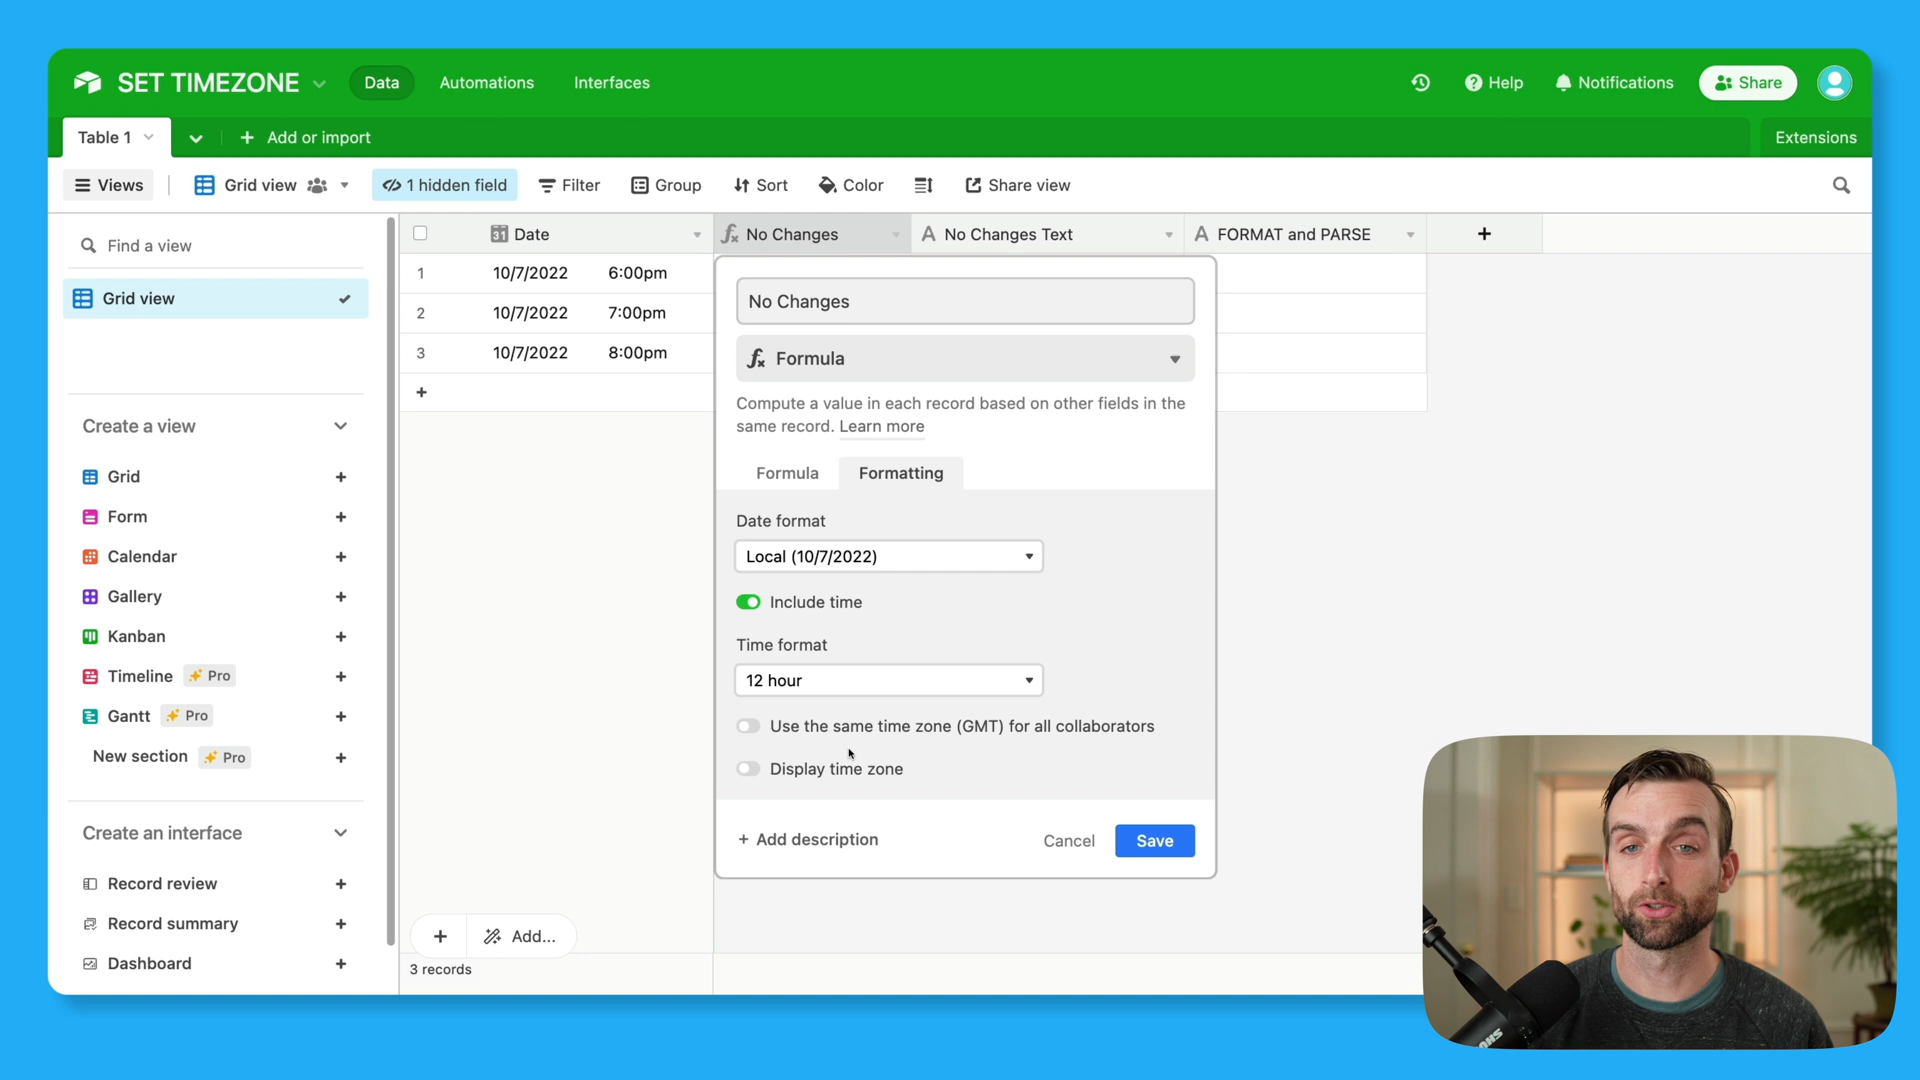 SET TIMEZONE
Data
Automations
Interfaces
Help
Notifications
Share
Table 1
+ Add or import
Extensions
Views
Grid view
1 hidden field
Filter
Group
Sort
Color
Share view
Find a view
Grid view
Create a view
Grid +
Form +
Calendar +
Gallery +
Kanban +
Timeline Pro +
Gantt Pro +
New section Pro +
Create an interface
Record review +
Record summary +
Dashboard +
31 Date
fx No Changes
A No Changes Text
A FORMAT and PARSE
+
1 10/7/2022 6:00pm
2 10/7/2022 7:00pm
3 10/7/2022 8:00pm
+
No Changes
fx Formula
Compute a value in each record based on other fields in the
same record. Learn more
Formula Formatting
Date format
Local (10/7/2022)
Include time
Time format
12 hour
Use the same time zone (GMT) for all collaborators
Display time zone
+ Add description
Cancel
Save
+ Add...
3 records
SHU